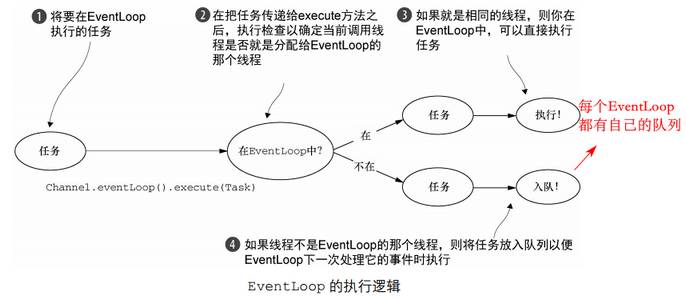 ❶ 将要在EventLoop
执行的任务
❷ 在把任务传递给execute方法之
后，执行检查以确定当前调用线
程是否就是分配给EventLoop的
那个线程
❸ 如果就是相同的线程，则你在
EventLoop中，可以直接执行
任务
每个EventLoop
都有自己的队列
任务
Channel.eventLoop().execute(Task)
在EventLoop中？
在
任务
执行！
不在
任务
入队！
❹ 如果线程不是EventLoop的那个线程，则将任务放入队列以便
EventLoop下一次处理它的事件时执行
EventLoop 的执行逻辑